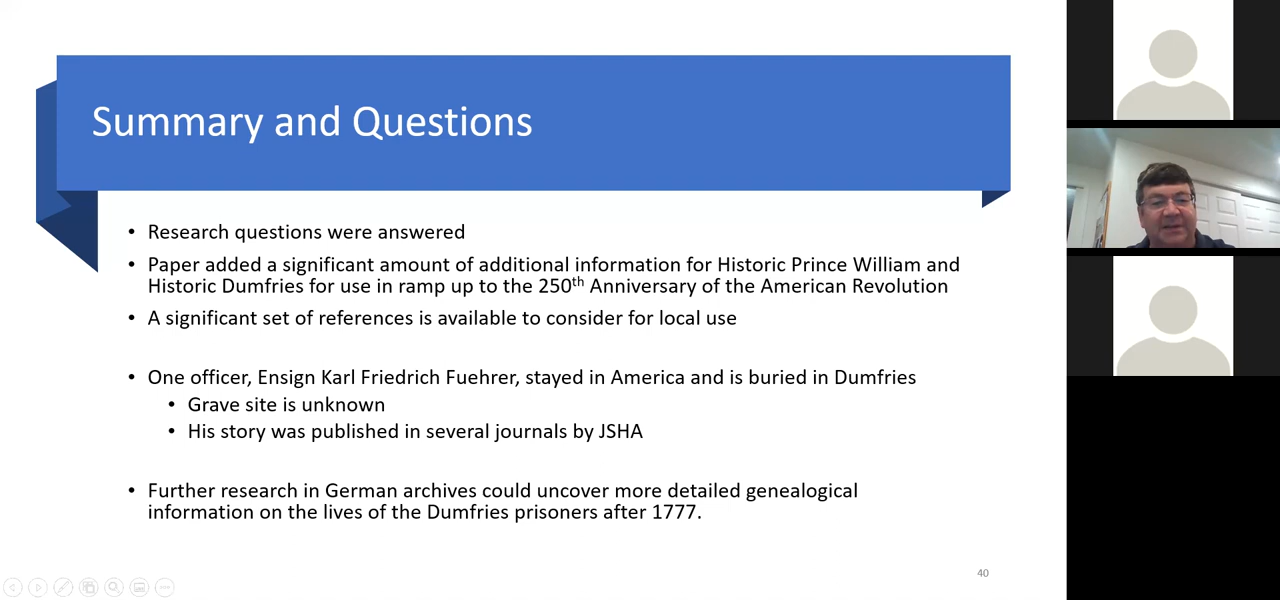 Summary and Questions
• Research questions were answered
• Paper added a significant amount of additional information for Historic Prince William and
Historic Dumfries for use in ramp up to the 250th Anniversary of the American Revolution
• A significant set of references is available to consider for local use
• One officer, Ensign Karl Friedrich Fuehrer, stayed in America and is buried in Dumfries
• Grave site is unknown
• His story was published in several journals by JSHA
• Further research in German archives could uncover more detailed genealogical
information on the lives of the Dumfries prisoners after 1777.
40